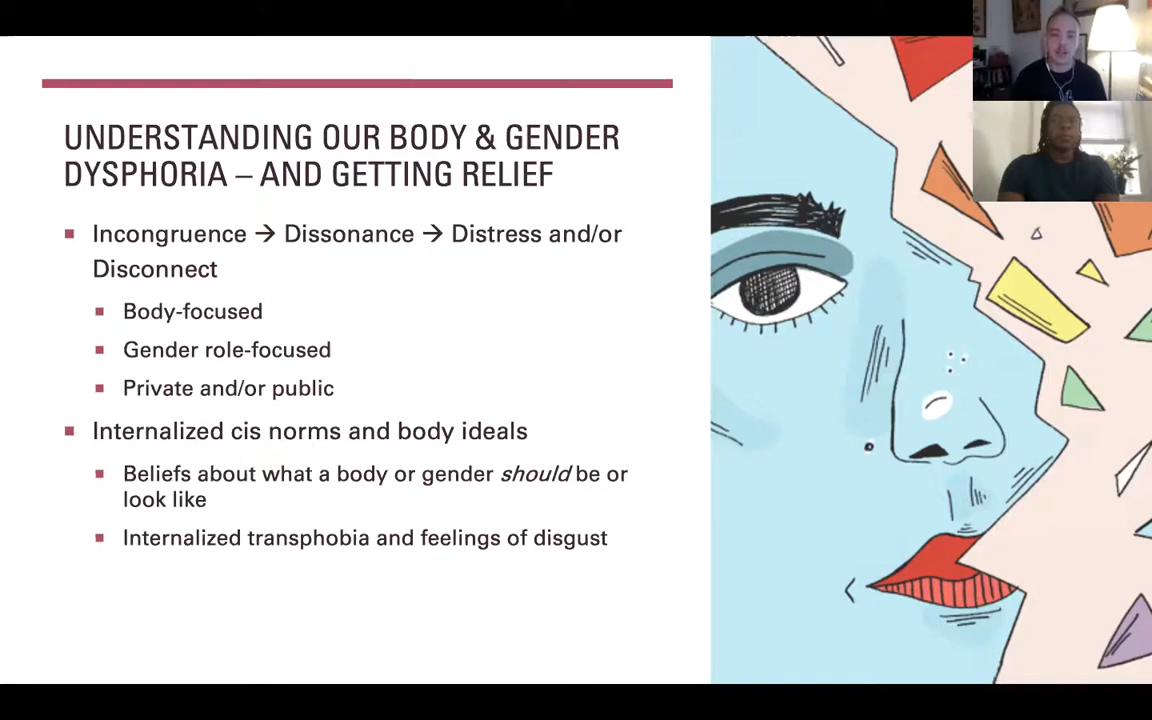 UNDERSTANDING OUR BODY & GENDER
DYSPHORIA – AND GETTING RELIEF
▪ Incongruence → Dissonance → Distress and/or
Disconnect
▪ Body-focused
▪ Gender role-focused
▪ Private and/or public
▪ Internalized cis norms and body ideals
▪ Beliefs about what a body or gender should be or
look like
▪ Internalized transphobia and feelings of disgust